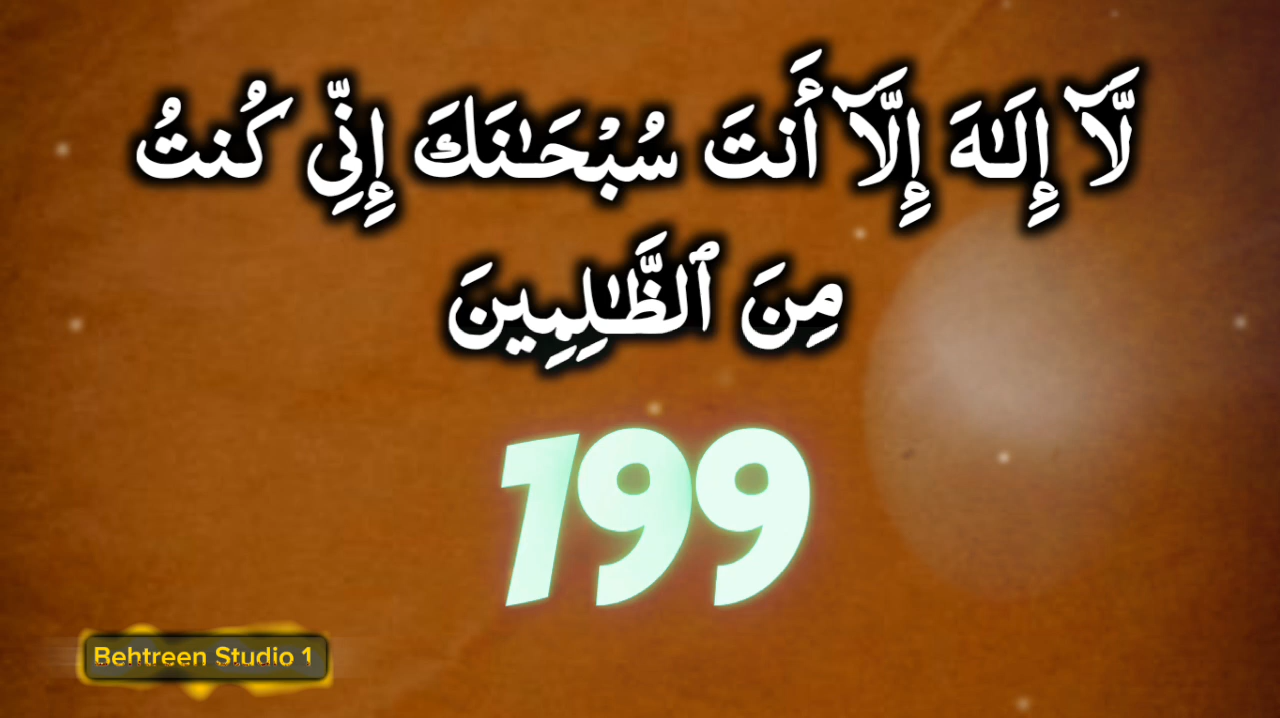 لَّآ إِلَـٰهَ إِلَّآ أَنتَ سُبْحَـٰنَكَ إِنِّى كُنتُ
مِنَ ٱلظَّـٰلِمِينَ
199
Behtreen Studio 1